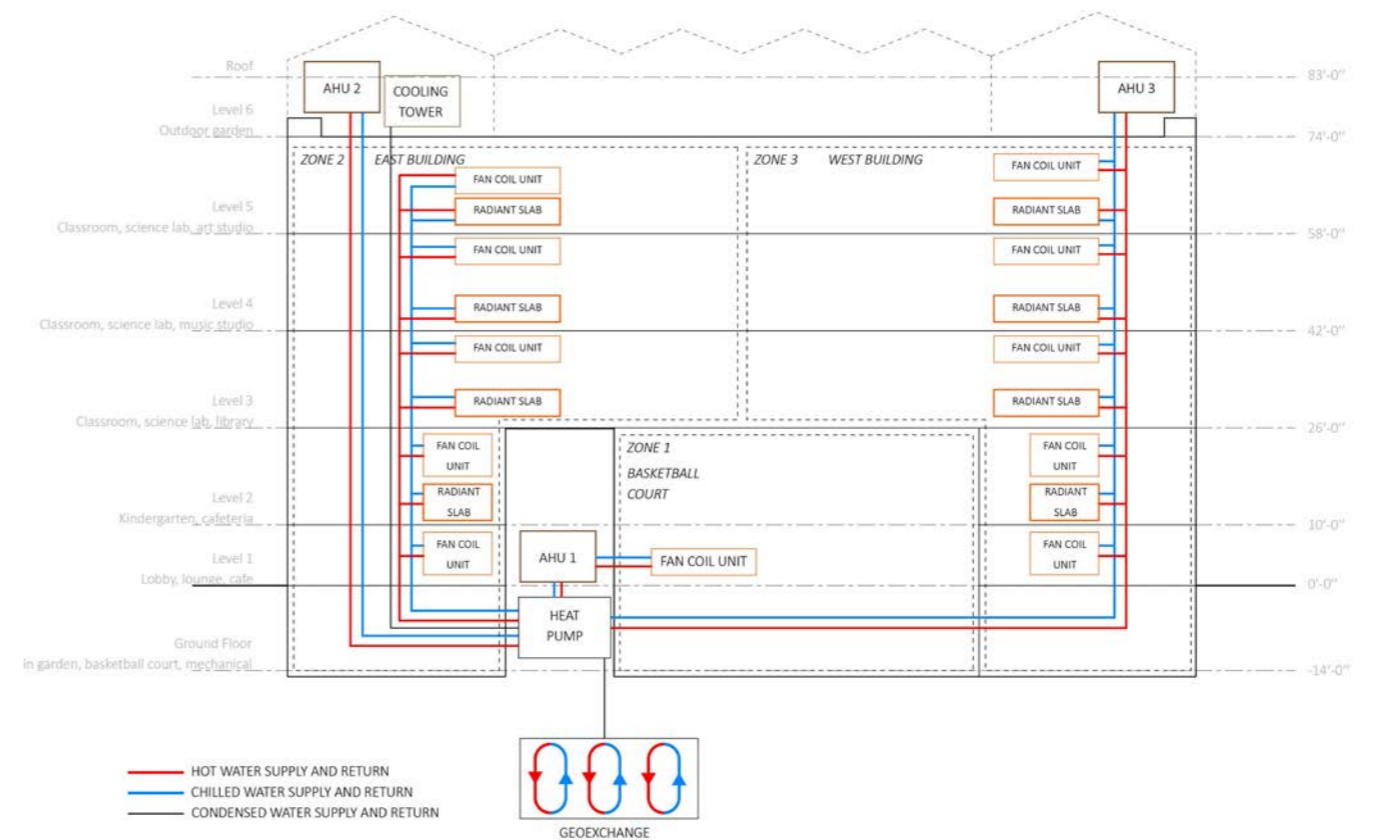 Roof
83'-0"
AHU 2
COOLING
TOWER
AHU 3
Level 6
Outdoor garden
74'-0"
ZONE 2 EAST BUILDING
ZONE 3 WEST BUILDING
FAN COIL UNIT
FAN COIL UNIT
Level 5
RADIANT SLAB
RADIANT SLAB
Classroom, science lab, art studio
58'-0"
FAN COIL UNIT
FAN COIL UNIT
Level 4
RADIANT SLAB
RADIANT SLAB
Classroom, science lab, music studio
42'-0"
FAN COIL UNIT
FAN COIL UNIT
Level 3
RADIANT SLAB
RADIANT SLAB
Classroom, science lab, library
26'-0"
FAN COIL
UNIT
ZONE 1
BASKETBALL
COURT
FAN COIL
UNIT
Level 2
RADIANT
SLAB
RADIANT
SLAB
Kindergarten, cafeteria
10'-0"
FAN COIL
UNIT
AHU 1
FAN COIL UNIT
FAN COIL
UNIT
Level 1
Lobby, lounge, cafe
0'-0"
HEAT
PUMP
Ground Floor
in garden, basketball court, mechanical
-14'-0"
HOT WATER SUPPLY AND RETURN
CHILLED WATER SUPPLY AND RETURN
CONDENSED WATER SUPPLY AND RETURN
GEOEXCHANGE